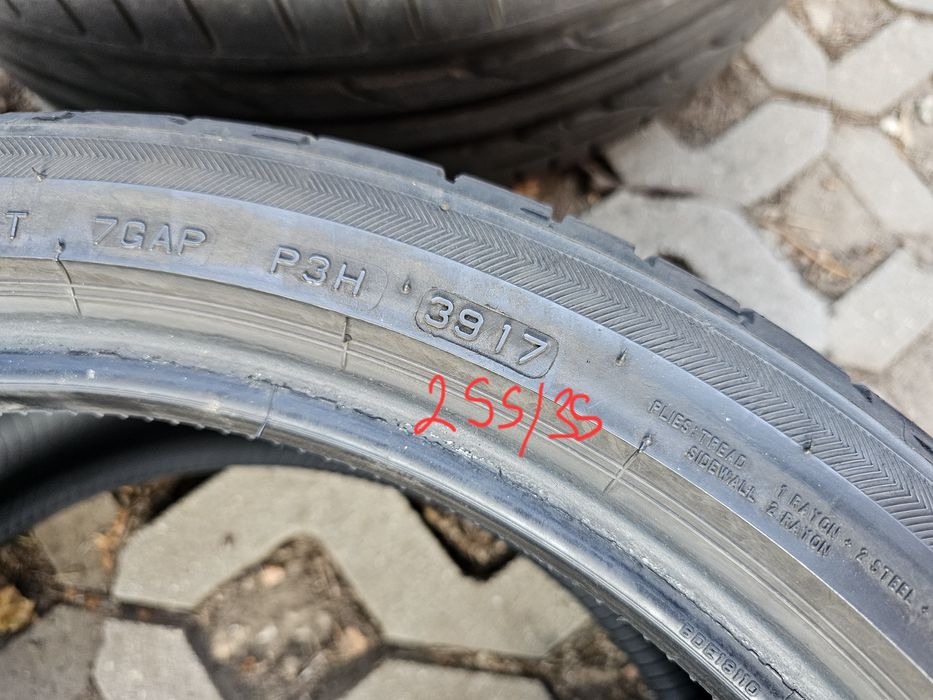 T 7GAP P3H 3917
255/35
PLIES: TREAD 1 RAYON + 2 STEEL +
SIDEWALL 2 RAYON